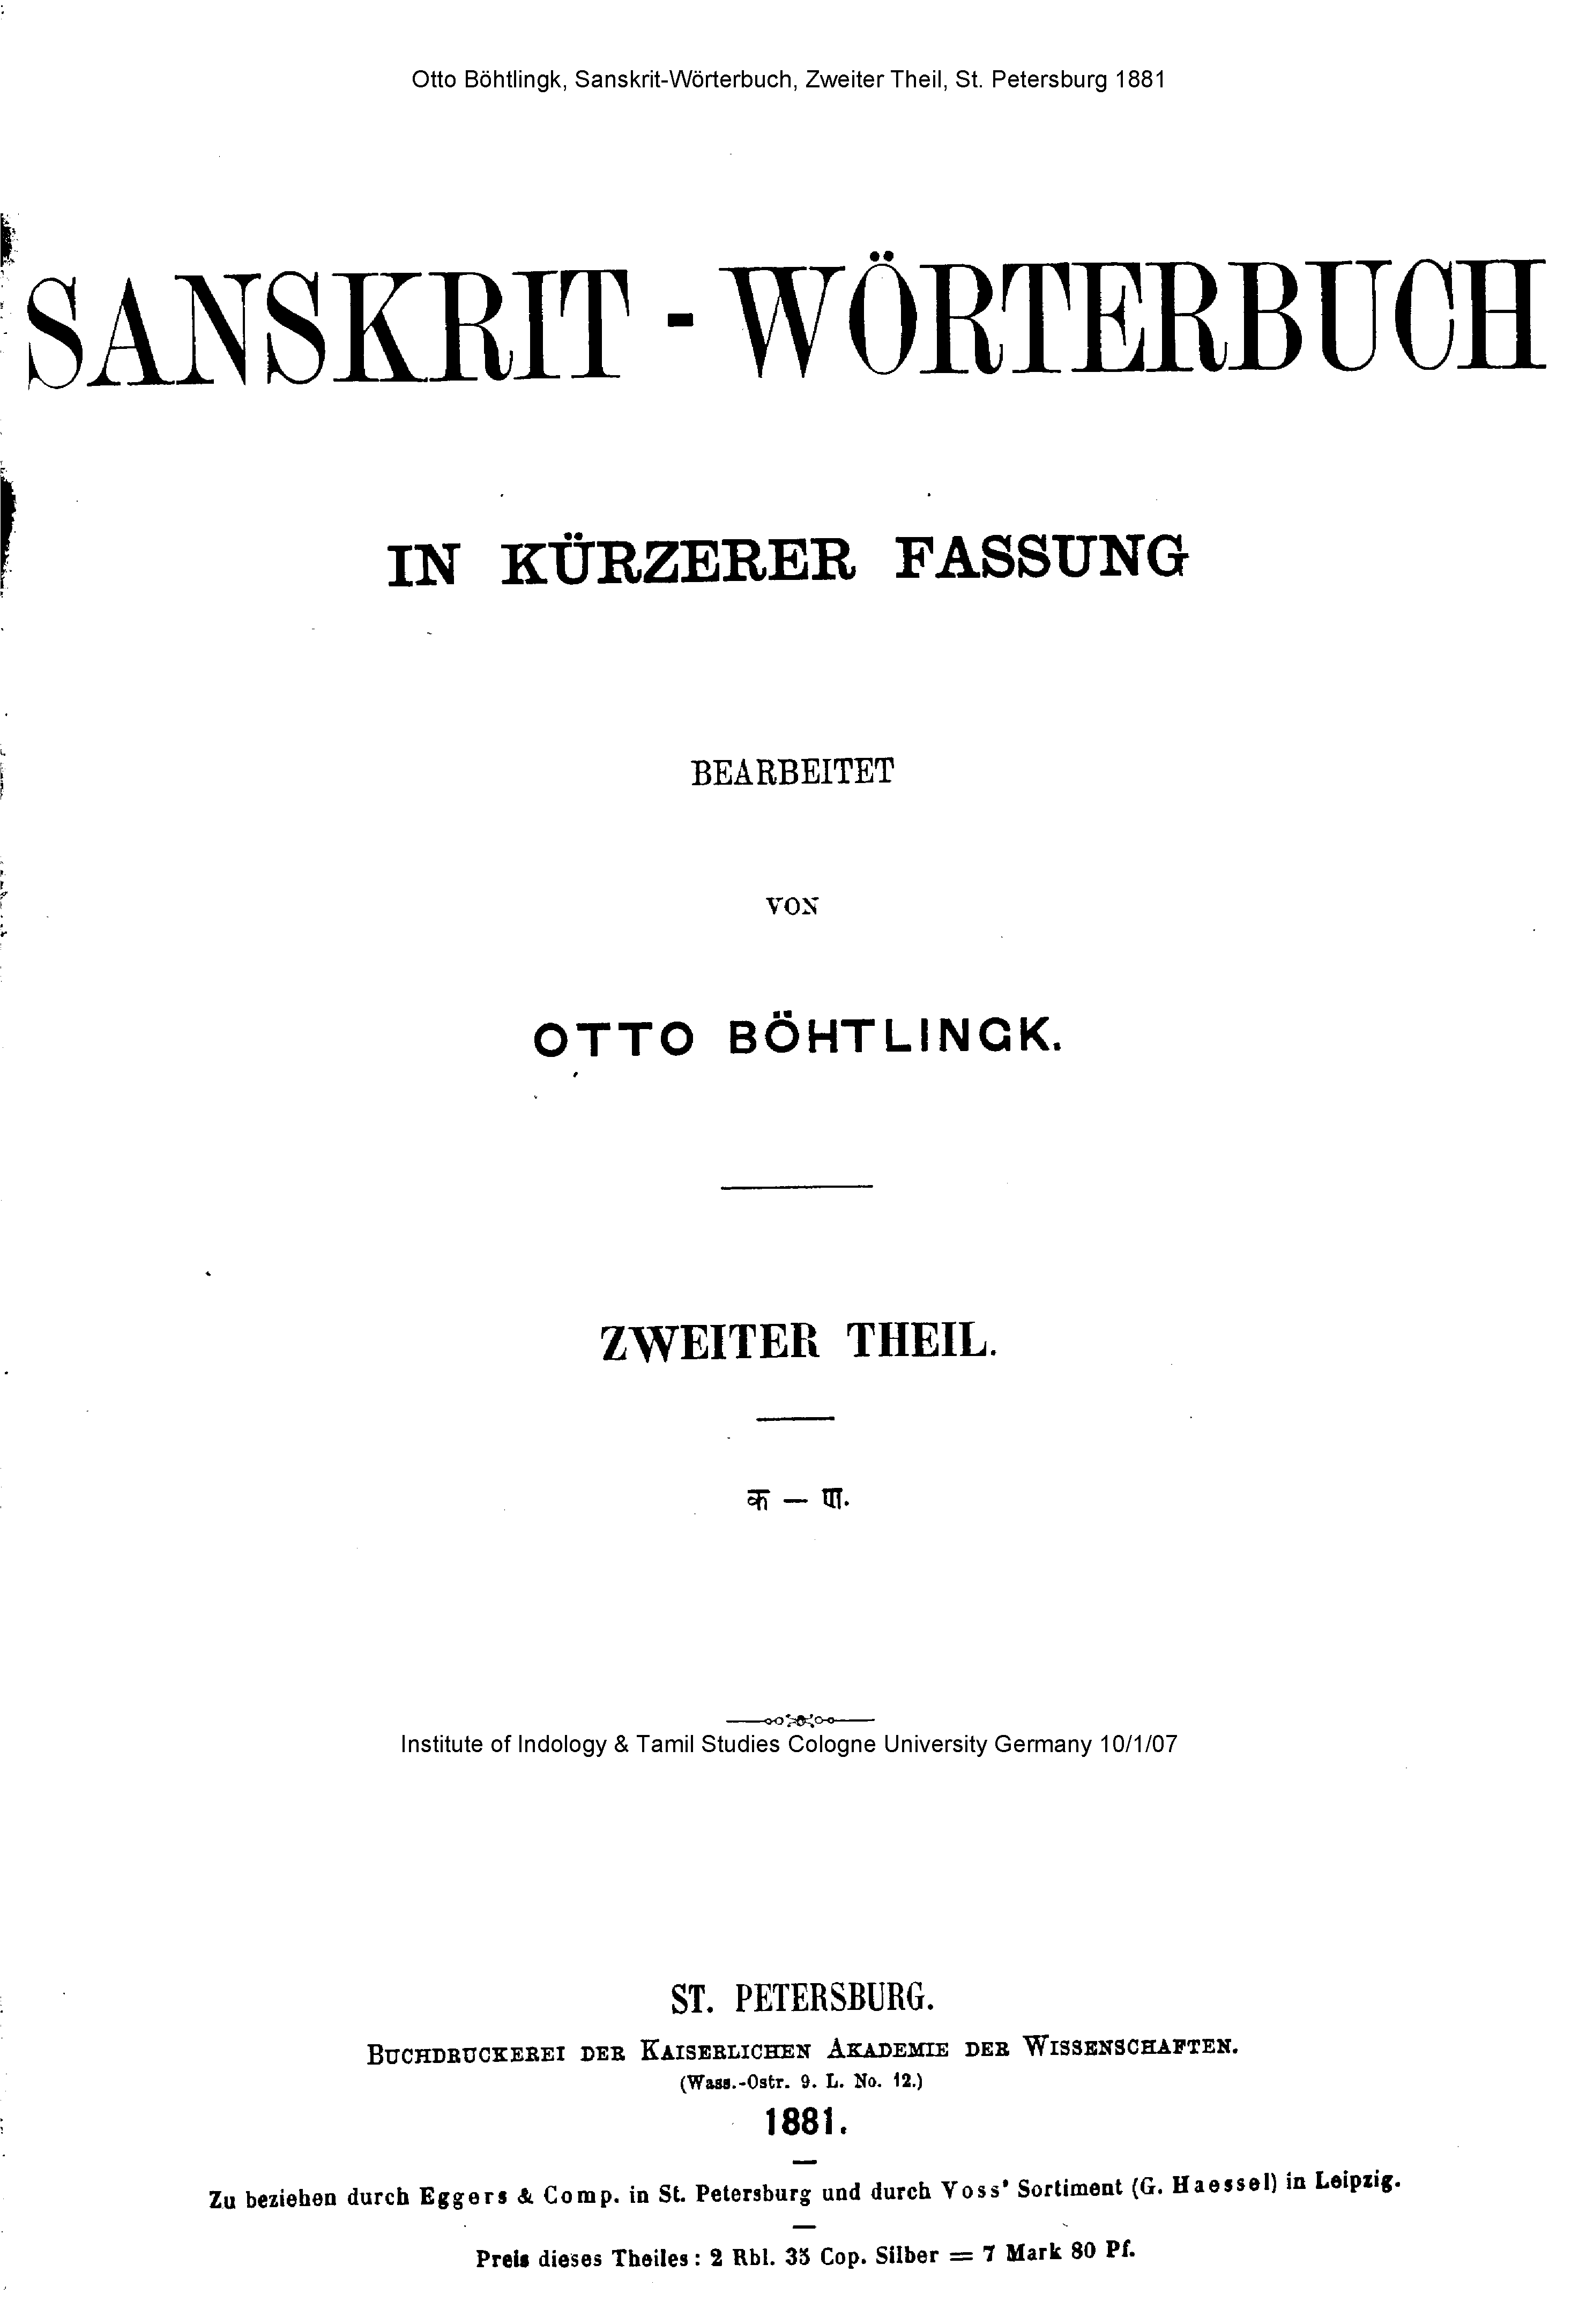 Otto Böhtlingk, Sanskrit-Wörterbuch, Zweiter Theil, St. Petersburg 1881
SANSKRIT - WÖRTERBUCH
IN KÜRZERER FASSUNG
BEARBEITET
VON
OTTO BÖHTLINGK.
ZWEITER THEIL.
क — ण.
Institute of Indology & Tamil Studies Cologne University Germany 10/1/07
ST. PETERSBURG.
BUCHDRUCKEREI DER KAISERLICHEN AKADEMIE DER WISSENSCHAFTEN.
(Wass.-Ostr. 9. L. No. 12.)
1881.
Zu beziehen durch Eggers & Comp. in St. Petersburg und durch Voss' Sortiment (G. Haessel) in Leipzig.
Preis dieses Theiles: 2 Rbl. 35 Cop. Silber = 7 Mark 80 Pf.